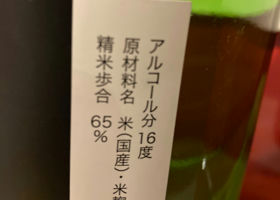 アルコール分16度
原材料名 米(国産)・米麹
精米歩合 65%